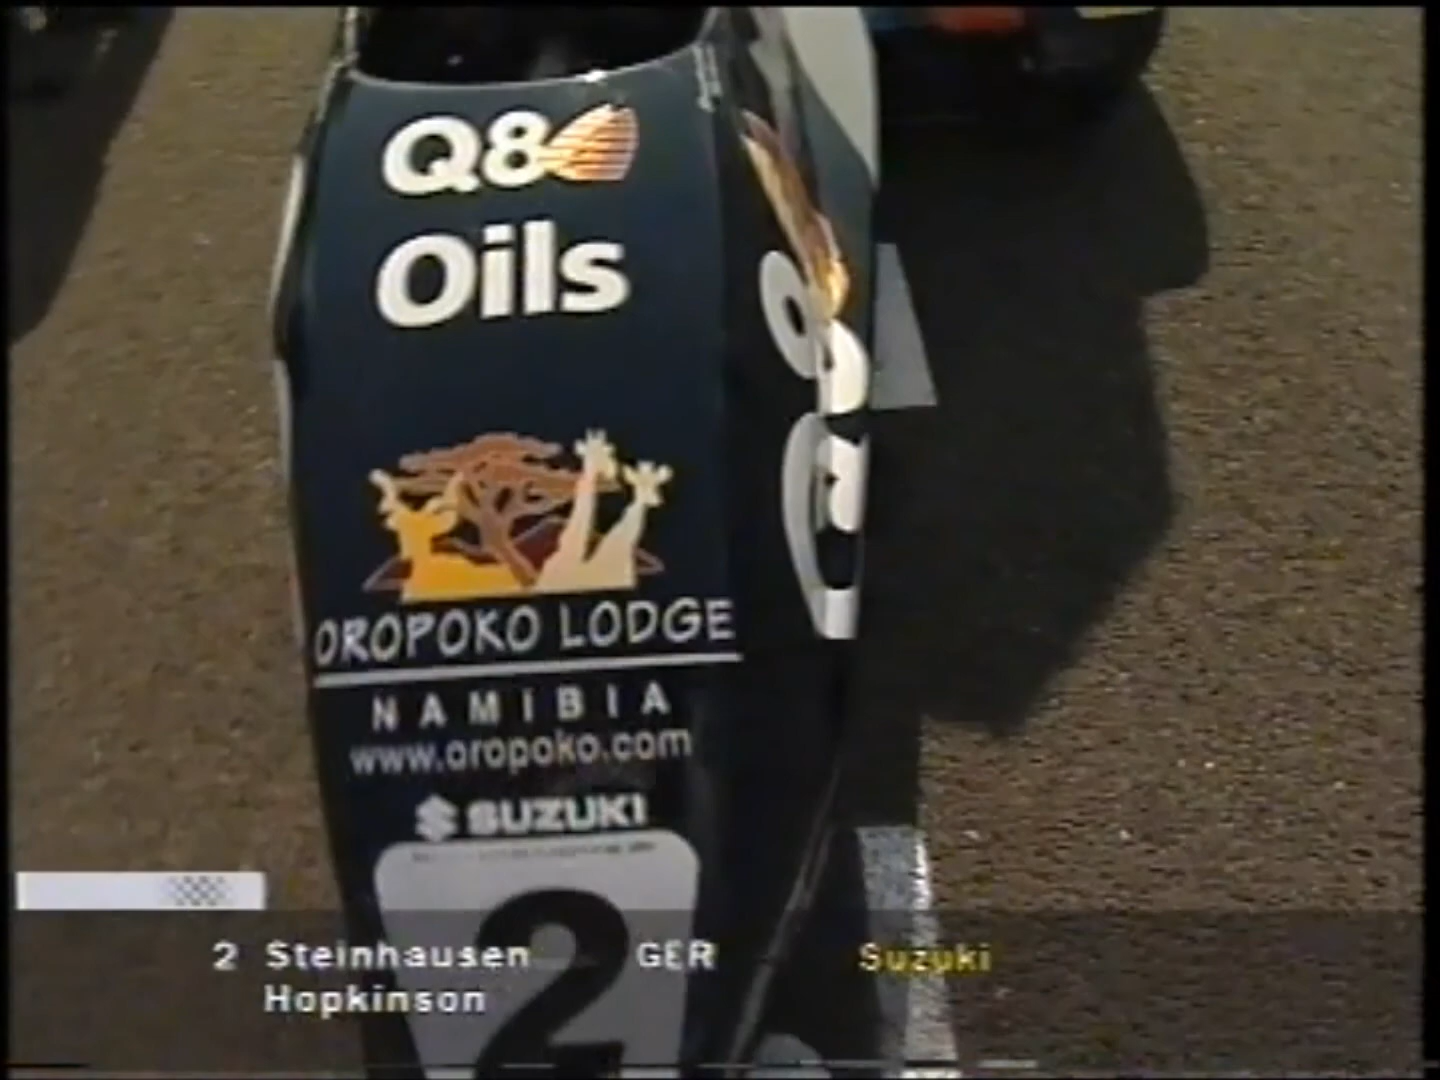 Q8
Oils
OROPOKO LODGE
NAMIBIA
www.oropoko.com
SUZUKI
2
2 Steinhausen GER Suzuki
Hopkinson